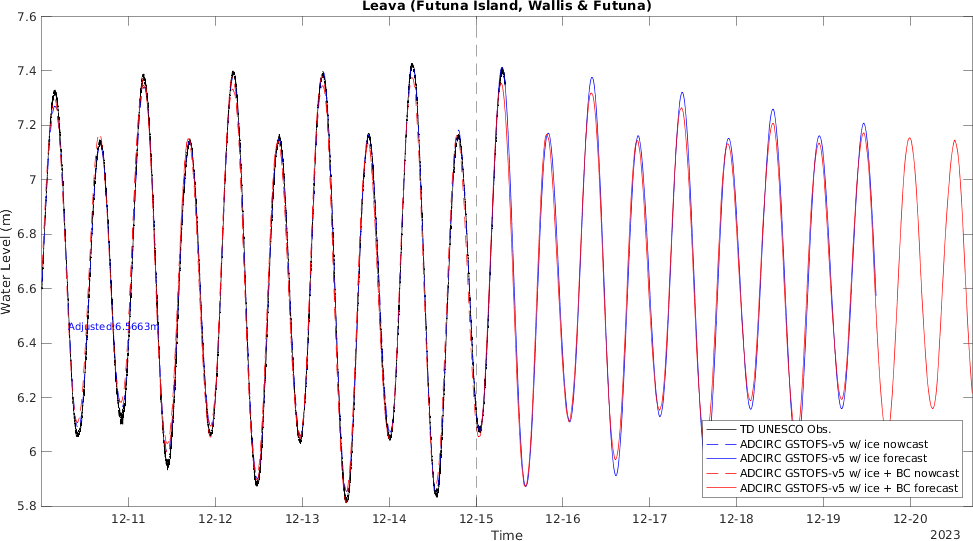 Leava (Futuna Island, Wallis & Futuna)
7.6
7.4
7.2
7
6.8
6.6
6.4
6.2
6
5.8
Water Level (m)
Adjusted 6.5663m
TD UNESCO Obs.
ADCIRC GSTOFS-v5 w/ ice nowcast
ADCIRC GSTOFS-v5 w/ ice forecast
ADCIRC GSTOFS-v5 w/ ice + BC nowcast
ADCIRC GSTOFS-v5 w/ ice + BC forecast
12-11 12-12 12-13 12-14 12-15 12-16 12-17 12-18 12-19 12-20
Time
2023